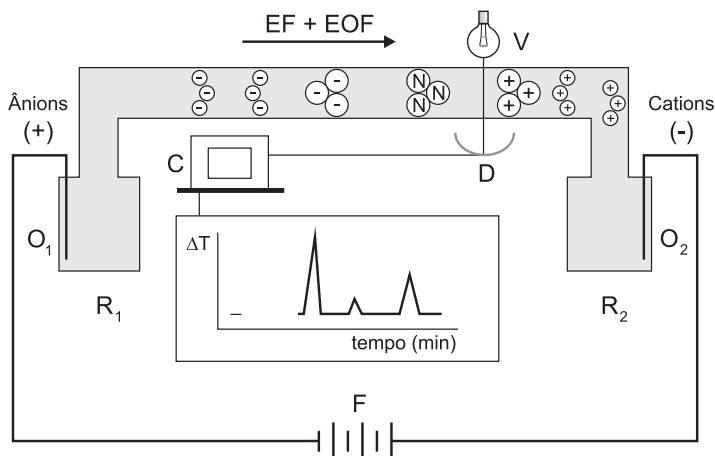 EF + EOF
V
Ânions
(+)
Cations
(-)
- - - - - - - - - N N N + + + + + + + + +
C
D
O1
O2
R1
R2
ΔT
–
tempo (min)
F